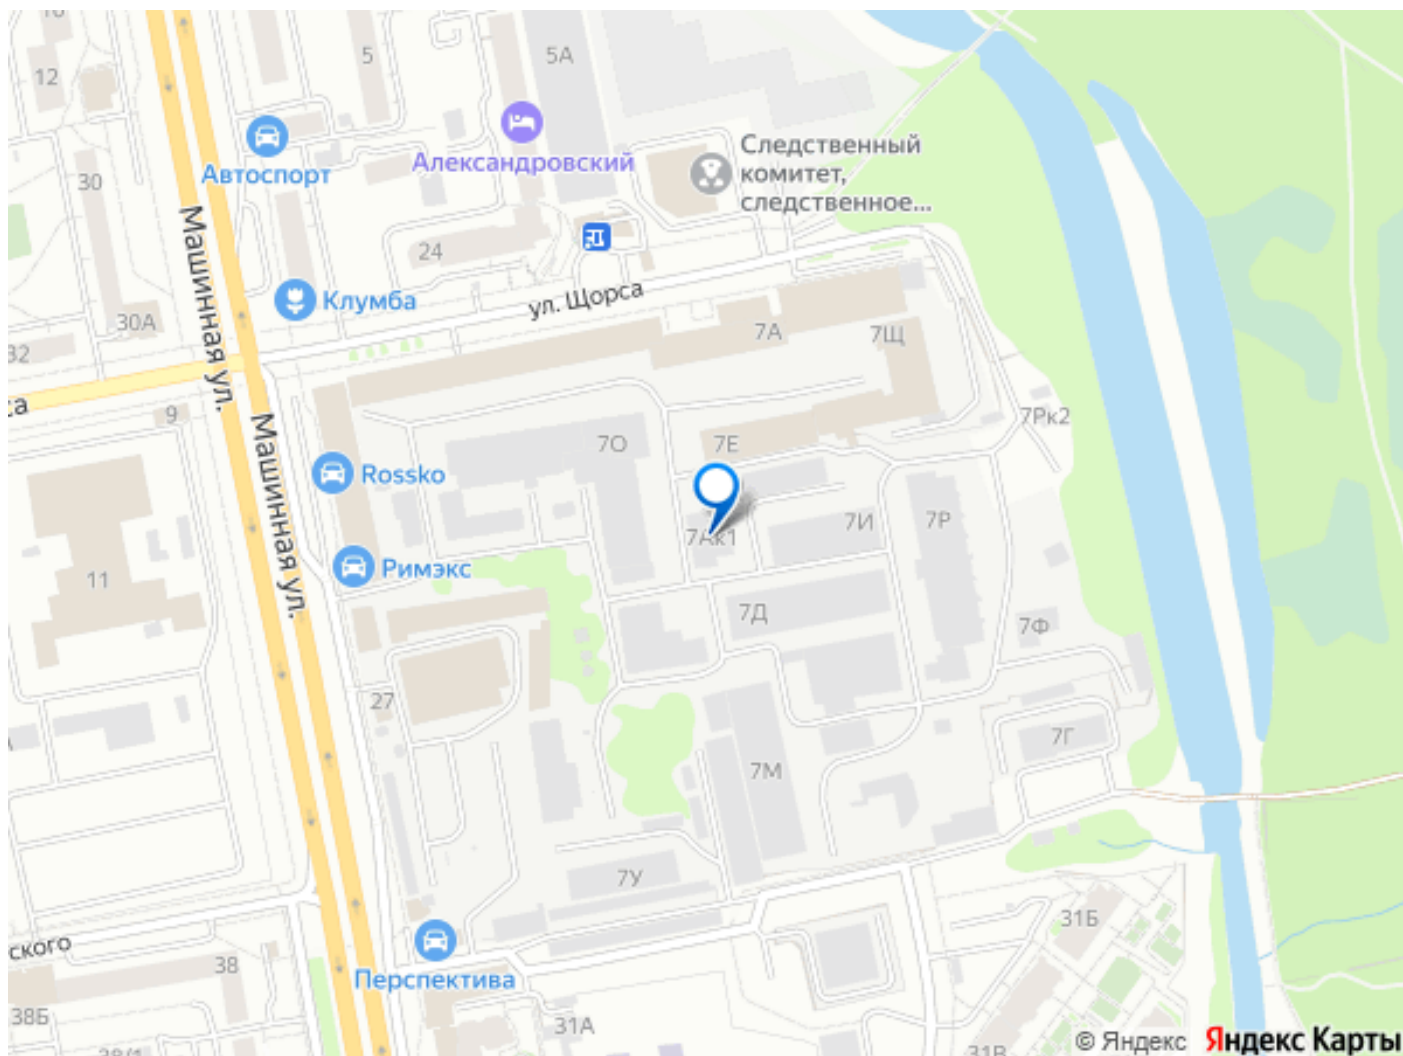 12
5
5А
Автоспорт
Александровский
Следственный
комитет,
следственное...
30
24
Машинная ул.
Клумба
ул. Щорса
30А
32
7А
7Щ
са
9
Машинная ул.
7О
7Е
7Рк2
Rossko
7Ак1
7И
7Р
11
Римэкс
7Д
7Ф
27
7Г
7М
7У
31Б
ского
38
Перспектива
38Б
31А
© Яндекс Яндекс Карты